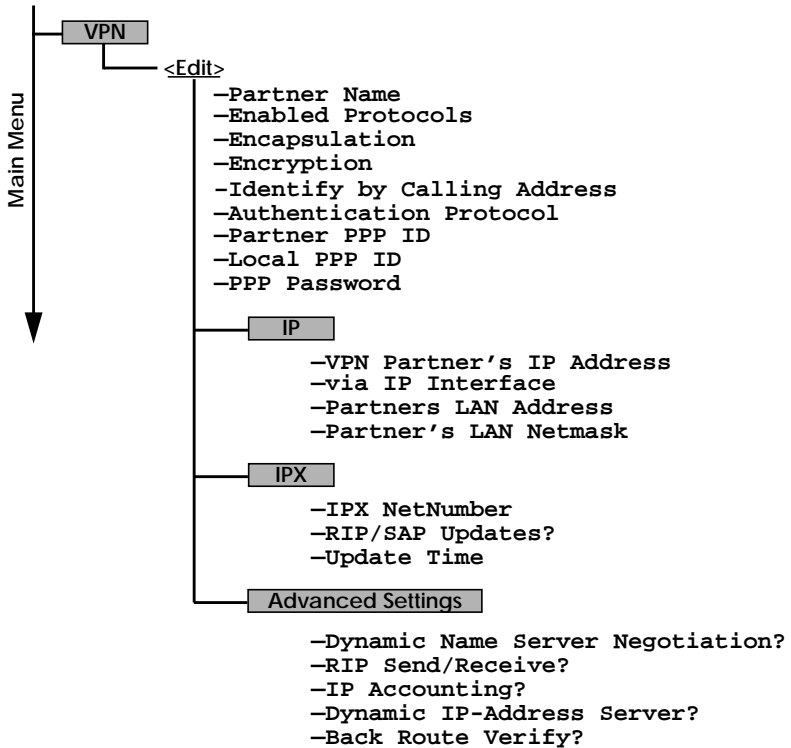 VPN
<Edit>
Main Menu
—Partner Name
—Enabled Protocols
—Encapsulation
—Encryption
-Identify by Calling Address
—Authentication Protocol
—Partner PPP ID
—Local PPP ID
—PPP Password
IP
—VPN Partner’s IP Address
—via IP Interface
—Partners LAN Address
—Partner’s LAN Netmask
IPX
—IPX NetNumber
—RIP/SAP Updates?
—Update Time
Advanced Settings
—Dynamic Name Server Negotiation?
—RIP Send/Receive?
—IP Accounting?
—Dynamic IP-Address Server?
—Back Route Verify?